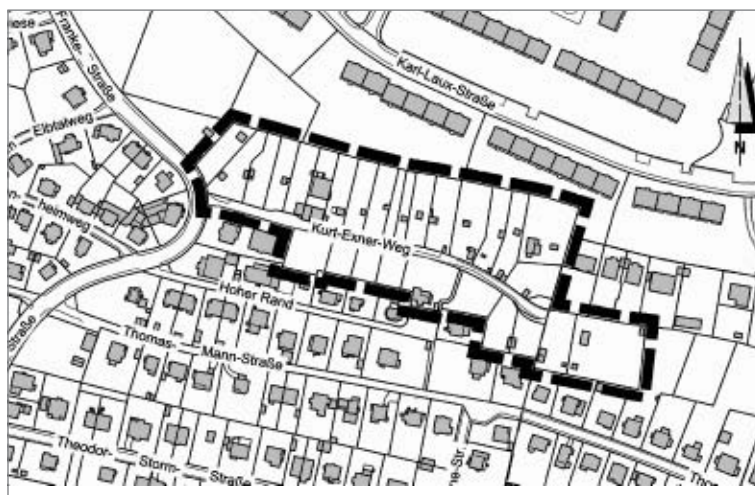 Franke-
Straße
Elbtalweg
Karl-Laux-Straße
N
heimweg
Kurt-Exner-Weg
Hoher Rand
Straße
Thomas-
Mann-Straße
Theodor-
Storm-
Straße